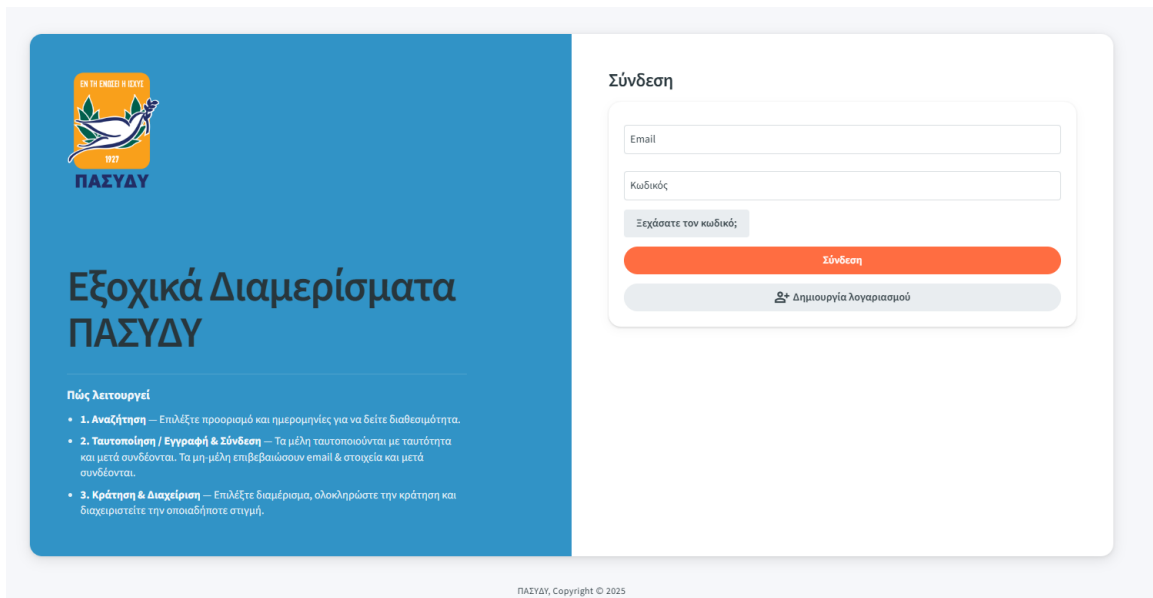 ΕΝ ΤΗ ΕΝΩΣΕΙ Η ΙΣΧΥΣ
1927
ΠΑΣΥΔΥ
Εξοχικά Διαμερίσματα
ΠΑΣΥΔΥ
Πώς λειτουργεί
• 1. Αναζήτηση — Επιλέξτε προορισμό και ημερομηνίες για να δείτε διαθεσιμότητα.
• 2. Ταυτοποίηση / Εγγραφή & Σύνδεση — Τα μέλη ταυτοποιούνται με ταυτότητα
και μετά συνδέονται. Τα μη-μέλη επιβεβαιώσουν email & στοιχεία και μετά
συνδέονται.
• 3. Κράτηση & Διαχείριση — Επιλέξτε διαμέρισμα, ολοκληρώστε την κράτηση και
διαχειριστείτε την οποιαδήποτε στιγμή.
Σύνδεση
Email
Κωδικός
Ξεχάσατε τον κωδικό;
Σύνδεση
Δημιουργία λογαριασμού
ΠΑΣΥΔΥ, Copyright © 2025